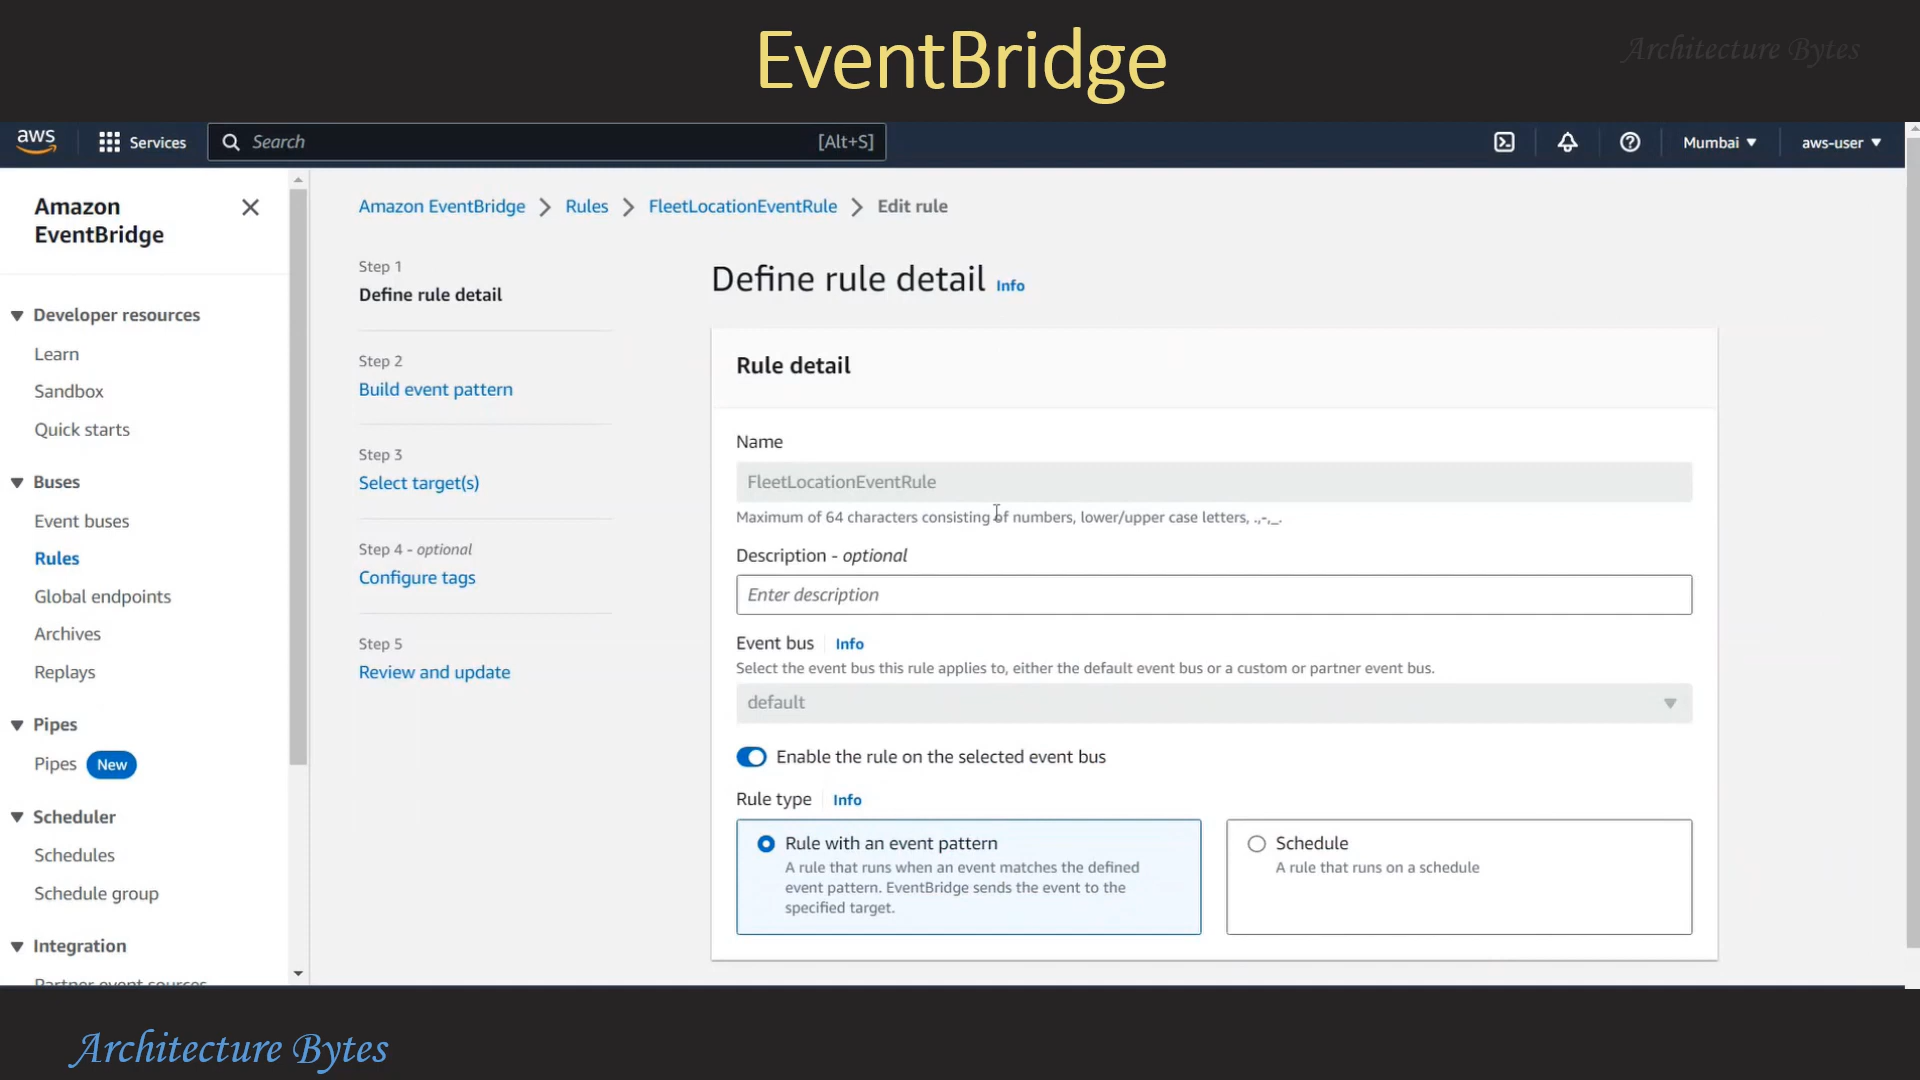 EventBridge
Architecture Bytes
aws
Services
Search
[Alt+S]
Mumbai
aws-user
Amazon
EventBridge
Developer resources
Learn
Sandbox
Quick starts
Buses
Event buses
Rules
Global endpoints
Archives
Replays
Pipes
Pipes New
Scheduler
Schedules
Schedule group
Integration
Partner event sources
Amazon EventBridge
Rules
FleetLocationEventRule
Edit rule
Step 1
Define rule detail
Step 2
Build event pattern
Step 3
Select target(s)
Step 4 - optional
Configure tags
Step 5
Review and update
Define rule detail Info
Rule detail
Name
FleetLocationEventRule
Maximum of 64 characters consisting of numbers, lower/upper case letters, .,-,_.
Description - optional
Enter description
Event bus Info
Select the event bus this rule applies to, either the default event bus or a custom or partner event bus.
default
Enable the rule on the selected event bus
Rule type Info
Rule with an event pattern
A rule that runs when an event matches the defined
event pattern. EventBridge sends the event to the
specified target.
Schedule
A rule that runs on a schedule
Architecture Bytes